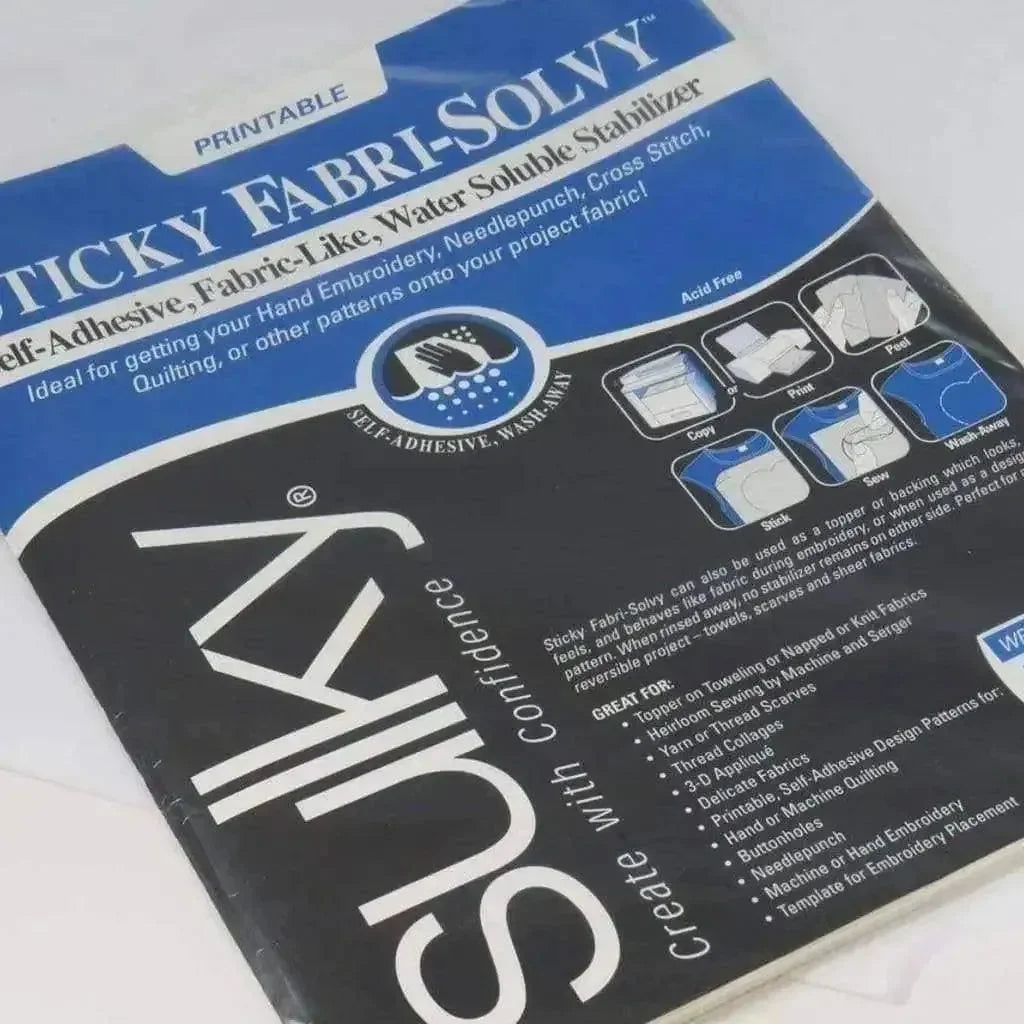 PRINTABLE
STICKY FABRI-SOLVY™
Self-Adhesive, Fabric-Like, Water Soluble Stabilizer
Ideal for getting your Hand Embroidery, Needlepunch, Cross Stitch,
Quilting, or other patterns onto your project fabric!
Acid Free
SELF-ADHESIVE, WASH-AWAY
Copy
or
Print
Peel
Stick
Sew
Wash-Away
Sticky Fabri-Solvy can also be used as a topper or backing which looks,
feels, and behaves like fabric during embroidery, or when used as a design
pattern. When rinsed away, no stabilizer remains on either side. Perfect for
reversible project – towels, scarves and sheer fabrics.
GREAT FOR:
• Topper on Toweling or Napped or Knit Fabrics
• Heirloom Sewing by Machine and Serger
• Yarn or Thread Scarves
• Thread Collages
• 3-D Appliqué
• Delicate Fabrics
• Printable, Self-Adhesive Design Patterns for:
• Hand or Machine Quilting
• Buttonholes
• Needlepunch
• Machine or Hand Embroidery
• Template for Embroidery Placement
sulky®
Create with Confidence